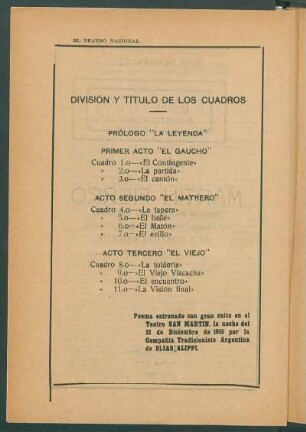 EL TEATRO NACIONAL
DIVISIÓN Y TÍTULO DE LOS CUADROS
PRÓLOGO "LA LEYENDA"
PRIMER ACTO "EL GAUCHO"
Cuadro 1.o—«El Contingente»
» 2.o—«La partida»
» 3.o—«El cantón»
ACTO SEGUNDO "EL MATRERO"
Cuadro 4.o—«La tapera»
» 5.o—«El baile»
» 6.o—«El Matón»
» 7.o—«El exilio»
ACTO TERCERO "EL VIEJO"
Cuadro 8.o—«La toldería»
» 9.o—«El Viejo Vizcacha»
» 10.o—«El encuentro»
» 11.o—«La Visión final»
Poema estrenado con gran éxito en el
Teatro SAN MARTIN, la noche del
de Diciembre de por la
Compañía Tradicionista Argentina
de ELIAS ALIPPI.